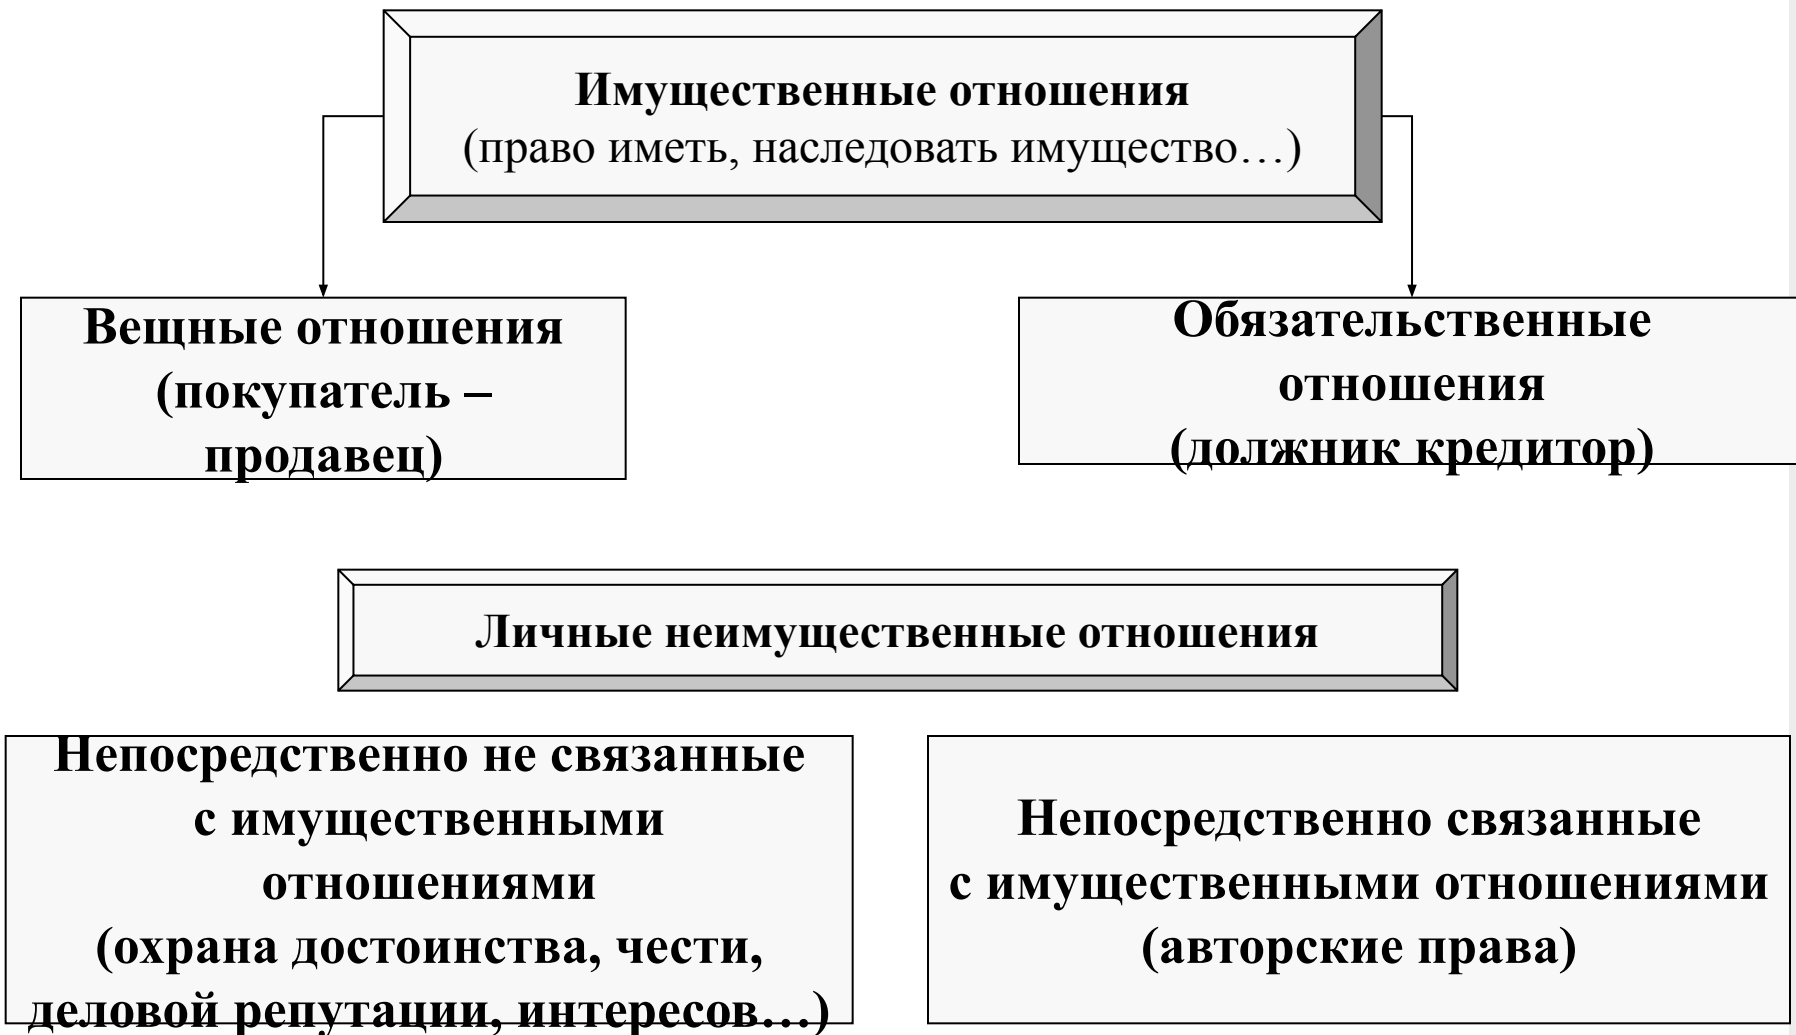 Имущественные отношения
(право иметь, наследовать имущество…)
Вещные отношения
(покупатель –
продавец)
Обязательственные
отношения
(должник кредитор)
Личные неимущественные отношения
Непосредственно не связанные
с имущественными
отношениями
(охрана достоинства, чести,
деловой репутации, интересов…)
Непосредственно связанные
с имущественными отношениями
(авторские права)